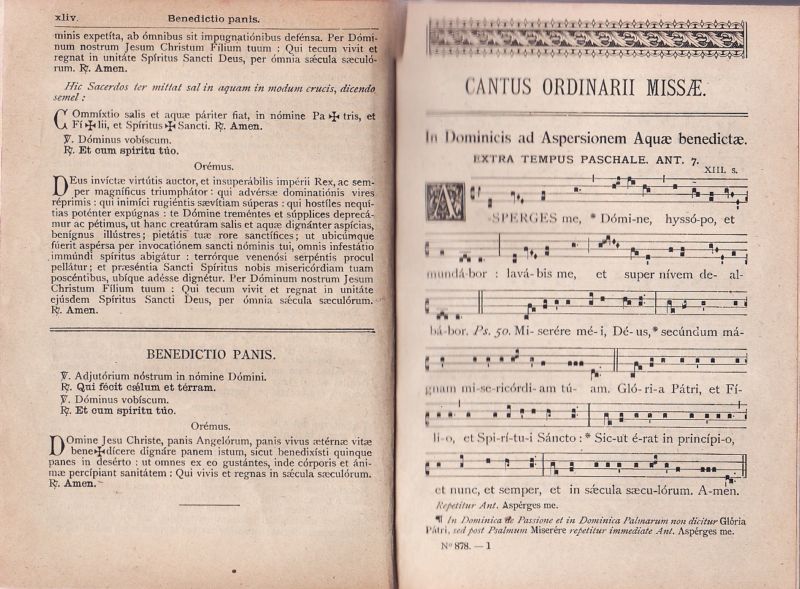 xliv. Benedictio panis.
minis expetíta, ab ómnibus sit impugnatiónibus defénsa. Per Dómi-
num nostrum Jesum Christum Fílium tuum : Qui tecum vivit et
regnat in unitáte Spíritus Sancti Deus, per ómnia sǽcula sæculó-
rum. ℟. Amen.
Hic Sacerdos ter mittat sal in aquam in modum crucis, dicendo
semel :
Commíxtio salis et aquæ páriter fiat, in nómine Pa ✠ tris, et
Fí ✠ lii, et Spíritus ✠ Sancti. ℟. Amen.
℣. Dóminus vobíscum.
℟. Et cum spíritu túo.
Orémus.
DEus invíctæ virtútis auctor, et insuperábilis impérii Rex, ac sem-
per magníficus triumphátor : qui advérsæ dominatiónis vires
réprimis : qui inimíci rugiéntis sævítiam súperas : qui hostíles nequí-
tias poténter expúgnas : te Dómine treméntes et súpplices deprecá-
mur ac pétimus, ut hanc creatúram salis et aquæ dignánter aspícias,
benígnus illústres; pietátis tuæ rore sanctífices; ut ubicúmque
fúerit aspérsa per invocatiónem sancti nóminis tui, omnis infestátio
immúndi spíritus abigátur : terrórque venenósi serpéntis procul
pellátur; et præséntia Sancti Spíritus nobis misericórdiam tuam
poscéntibus, ubíque adésse dignétur. Per Dóminum nostrum Jesum
Christum Fílium tuum : Qui tecum vivit et regnat in unitáte
ejúsdem Spíritus Sancti Deus, per ómnia sǽcula sæculórum.
℟. Amen.
BENEDICTIO PANIS.
℣. Adjutórium nóstrum in nómine Dómini.
℟. Qui fécit cælum et térram.
℣. Dóminus vobíscum.
℟. Et cum spíritu túo.
Orémus.
DOmine Jesu Christe, panis Angelórum, panis vivus ætérnæ vitæ
bene✠dícere dignáre panem istum, sicut benedixísti quinque
panes in desérto : ut omnes ex eo gustántes, inde córporis et áni-
mæ percípiant sanitátem : Qui vivis et regnas in sǽcula sæculórum.
℟. Amen.
CANTUS ORDINARII MISSÆ.
In Dominicis ad Aspersionem Aquæ benedictæ.
EXTRA TEMPUS PASCHALE. ANT. 7.
XIII. s.
ASPERGES me, * Dómi-ne, hyssó-po, et
mundá-bor : lavá-bis me, et super nívem de- al-
bá-bor. Ps. 50. Mi- serére mé- i, Dé- us, * secúndum má-
gnam mi-se-ricórdi- am tú- am. Gló- ri- a Pátri, et Fí-
li- o, et Spi-rí-tu-i Sáncto : * Sic-ut é-rat in princípi-o,
et nunc, et semper, et in sǽcula sæcu-lórum. A-men.
Repetitur Ant. Aspérges me.
¶ In Dominica de Passione et in Dominica Palmarum non dicitur Glória
Pátri, sed post Psalmum Miserére repetitur immediate Ant. Aspérges me.
Nº 878. — 1